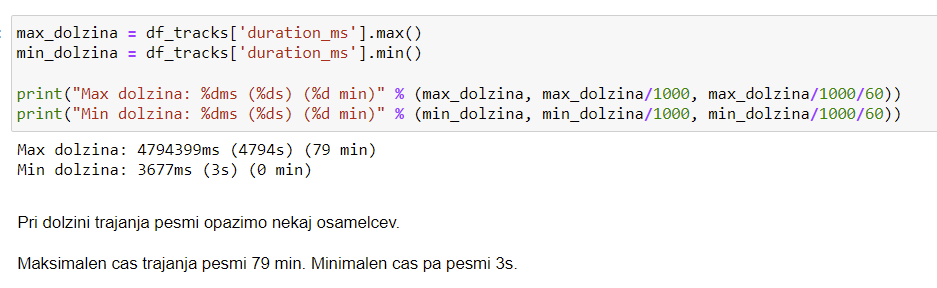 max_dolzina = df_tracks['duration_ms'].max()
min_dolzina = df_tracks['duration_ms'].min()
print("Max dolzina: %dms (%ds) (%d min)" % (max_dolzina, max_dolzina/1000, max_dolzina/1000/60))
print("Min dolzina: %dms (%ds) (%d min)" % (min_dolzina, min_dolzina/1000, min_dolzina/1000/60))
Max dolzina: 4794399ms (4794s) (79 min)
Min dolzina: 3677ms (3s) (0 min)
Pri dolzini trajanja pesmi opazimo nekaj osamelcev.
Maksimalen cas trajanja pesmi 79 min. Minimalen cas pa pesmi 3s.